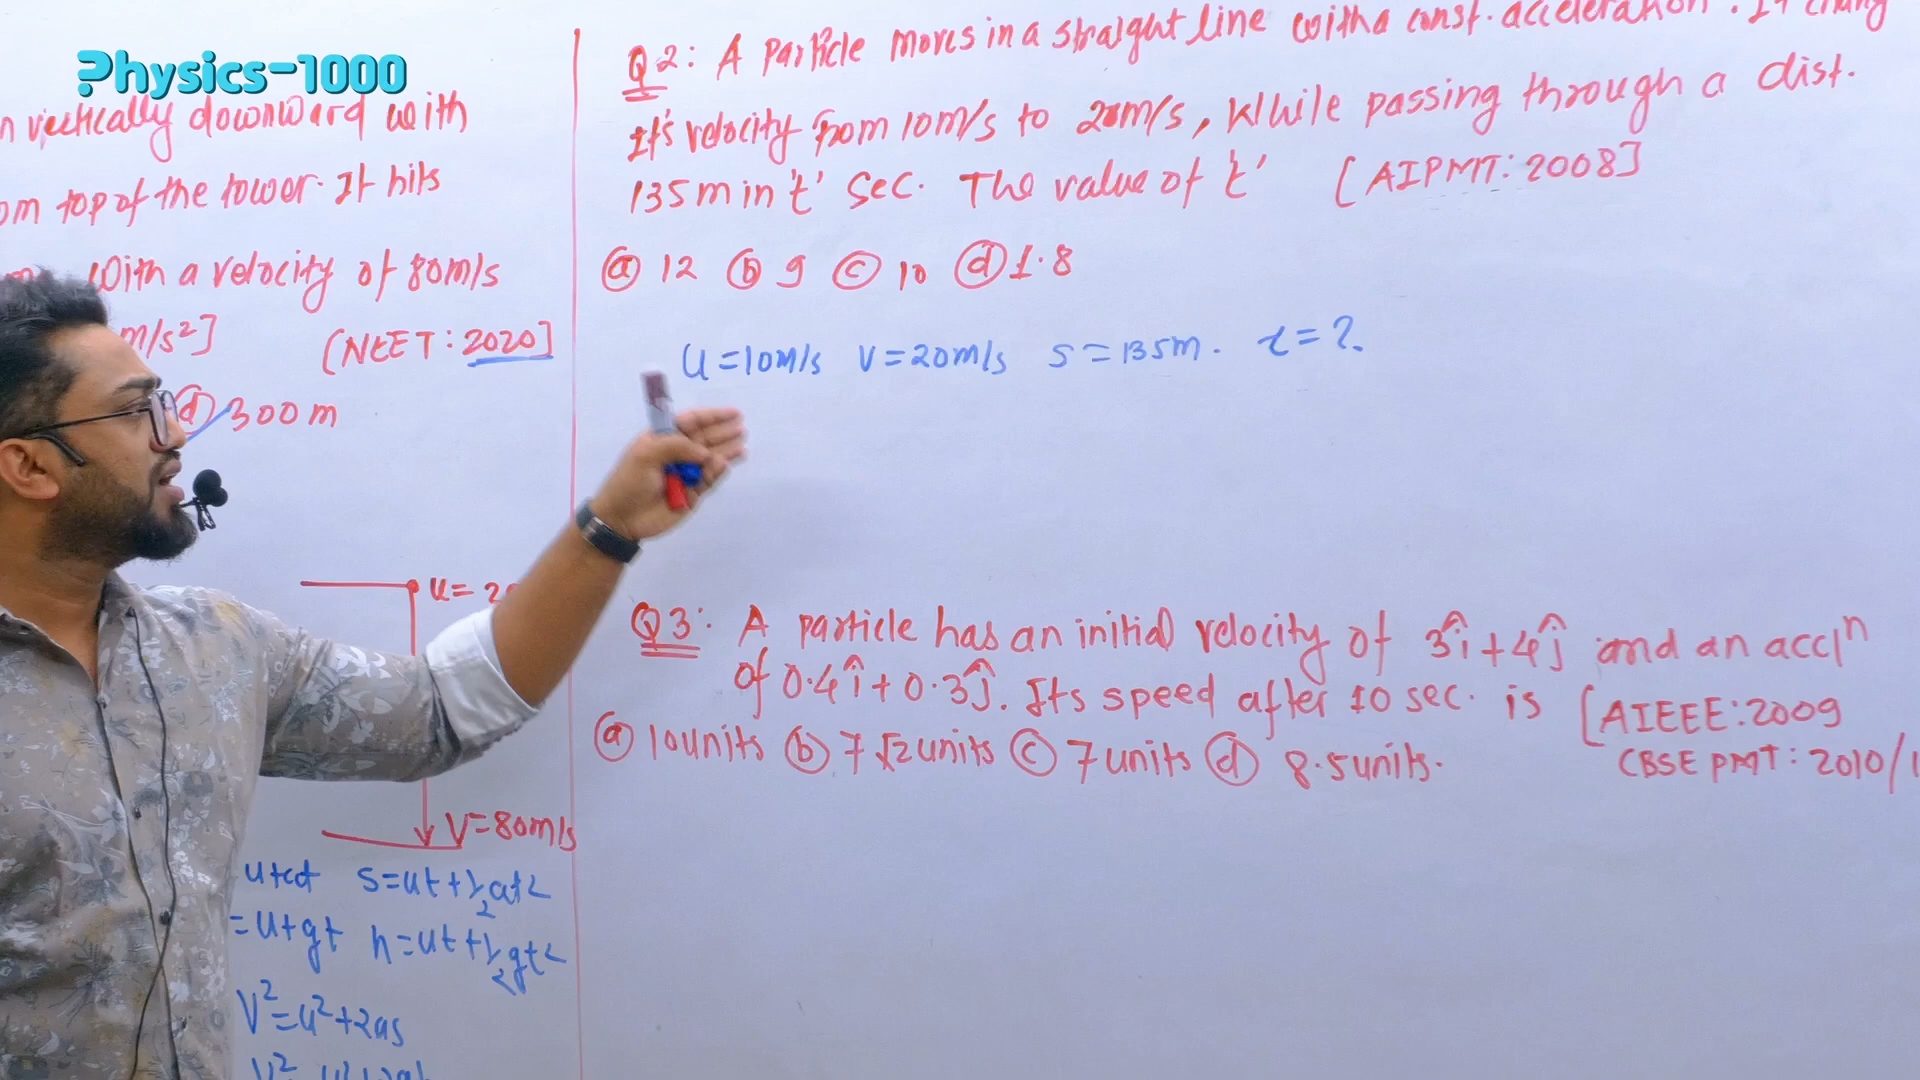 Physics-1000
vertically downward with
top of the tower. It hits
With a velocity of 80m/s
m/s²] (NEET: 2020]
(d) 300m
u=
V=80m/s
u+at s=ut+½at²
=u+gt h=ut+½gt²
V²=u²+2as
Q2: A Particle moves in a straight line with a const. acceleration. It
It's velocity from 10m/s to 20m/s, While passing through a dist.
135m in 't' Sec. The value of 't' [AIPMT: 2008]
(a) 12 (b) 9 (c) 10 (d) 1.8
u=10m/s v=20m/s s=135m. t=?
Q3: A particle has an initial velocity of 3î+4ĵ and an acclⁿ
of 0.4î+0.3ĵ. Its speed after 10 sec. is [AIEEE:2009
(a) 10units (b) 7√2units (c) 7units (d) 8.5units.
CBSE PMT: 2010/1